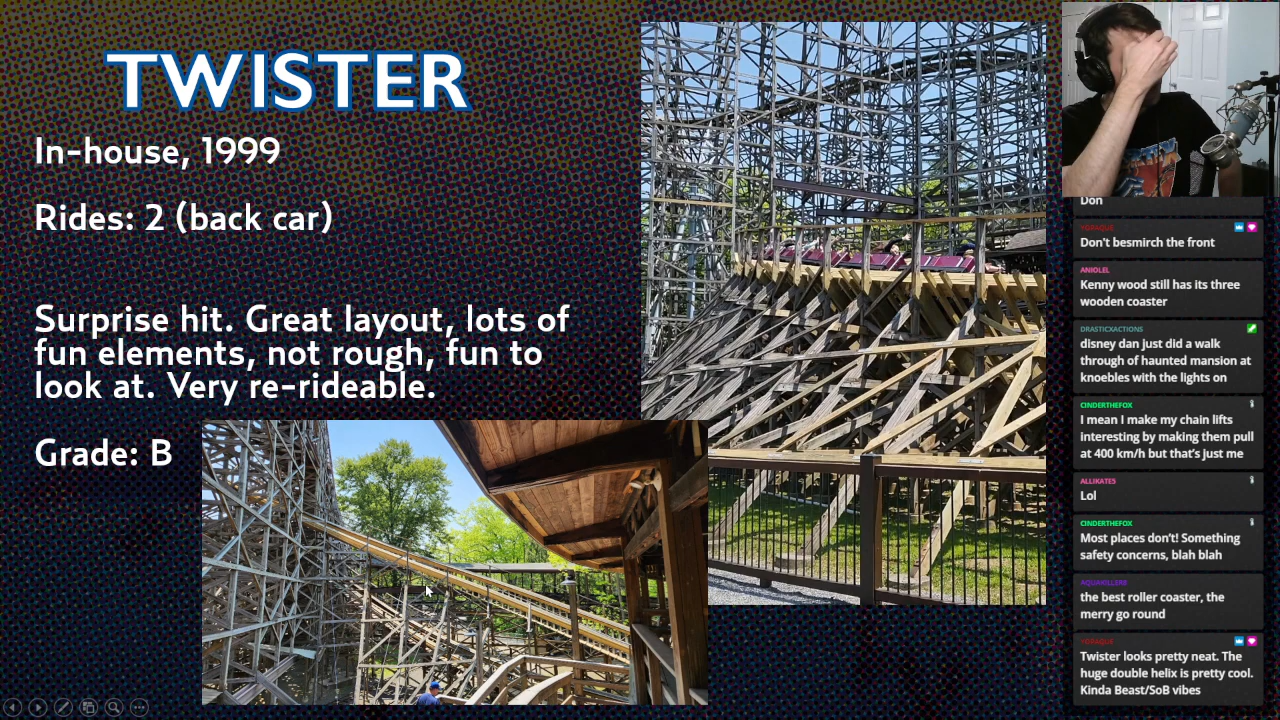 TWISTER
In-house, 1999
Rides: 2 (back car)
Surprise hit. Great layout, lots of
fun elements, not rough, fun to
look at. Very re-rideable.
Grade: B
Don
Don't besmirch the front
ANIOLEL
Kenny wood still has its three
wooden coaster
DRASTICXACTIONS
disney dan just did a walk
through of haunted mansion at
knoebles with the lights on
CINDERTHEFOX
I mean I make my chain lifts
interesting by making them pull
at 400 km/h but that's just me
ALLIKATES
Lol
CINDERTHEFOX
Most places don't! Something
safety concerns, blah blah
the best roller coaster, the
merry go round
Twister looks pretty neat. The
huge double helix is pretty cool.
Kinda Beast/SoB vibes